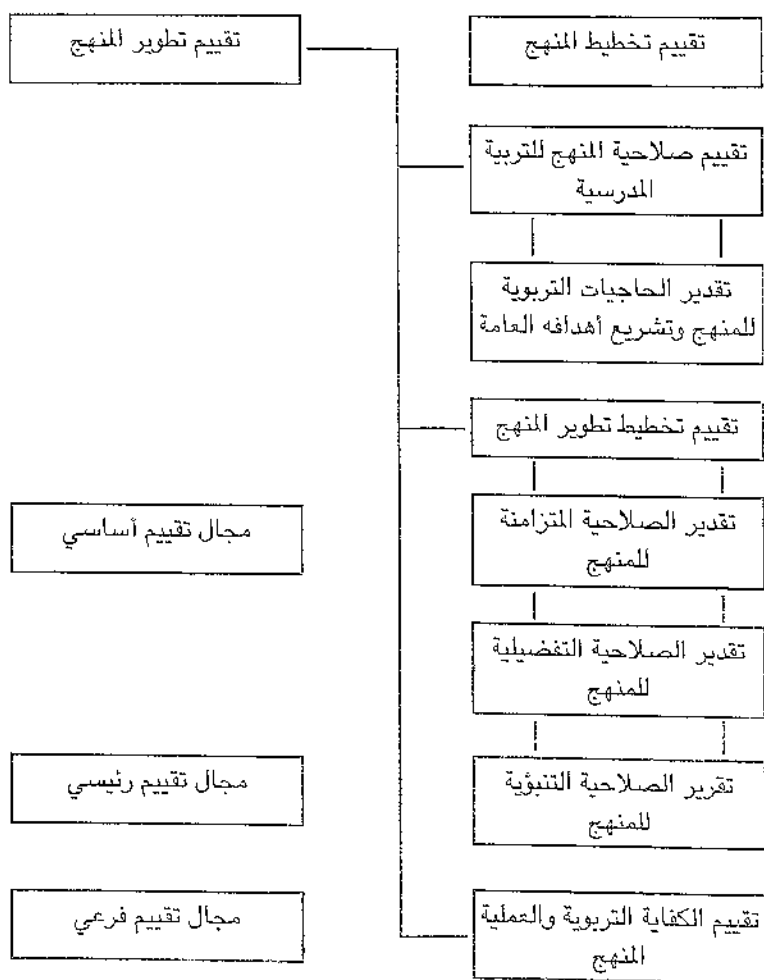 تقييم تخطيط المنهج
تقييم تطوير المنهج
تقييم صلاحية المنهج للتربية
المدرسية
تقدير الحاجيات التربوية
للمنهج وتشريع أهدافه العامة
تقييم تخطيط تطوير المنهج
تقدير الصلاحية المتزامنة
للمنهج
مجال تقييم أساسي
تقدير الصلاحية التفضيلية
للمنهج
تقرير الصلاحية التنبؤية
للمنهج
مجال تقييم رئيسي
تقييم الكفاية التربوية والعملية
المنهج
مجال تقييم فرعي